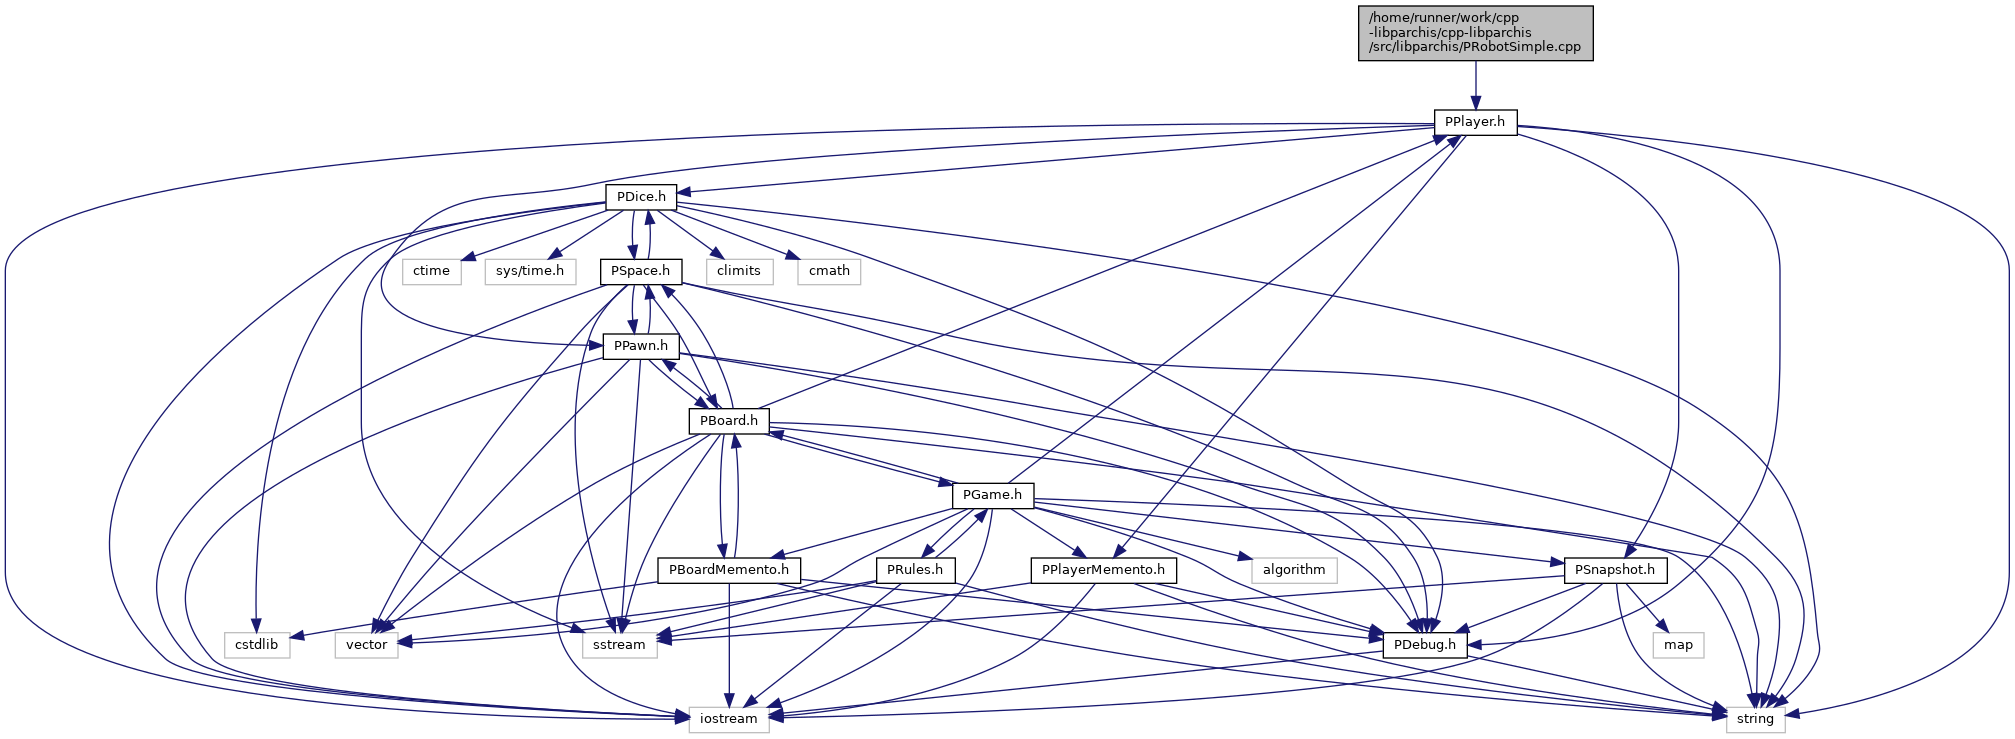 /home/runner/work/cpp
-libparchis/cpp-libparchis
/src/libparchis/PRobotSimple.cpp
PPlayer.h
PDice.h
ctime
sys/time.h
PSpace.h
climits
cmath
PPawn.h
PBoard.h
PGame.h
PBoardMemento.h
PRules.h
PPlayerMemento.h
algorithm
PSnapshot.h
cstdlib
vector
sstream
PDebug.h
map
iostream
string